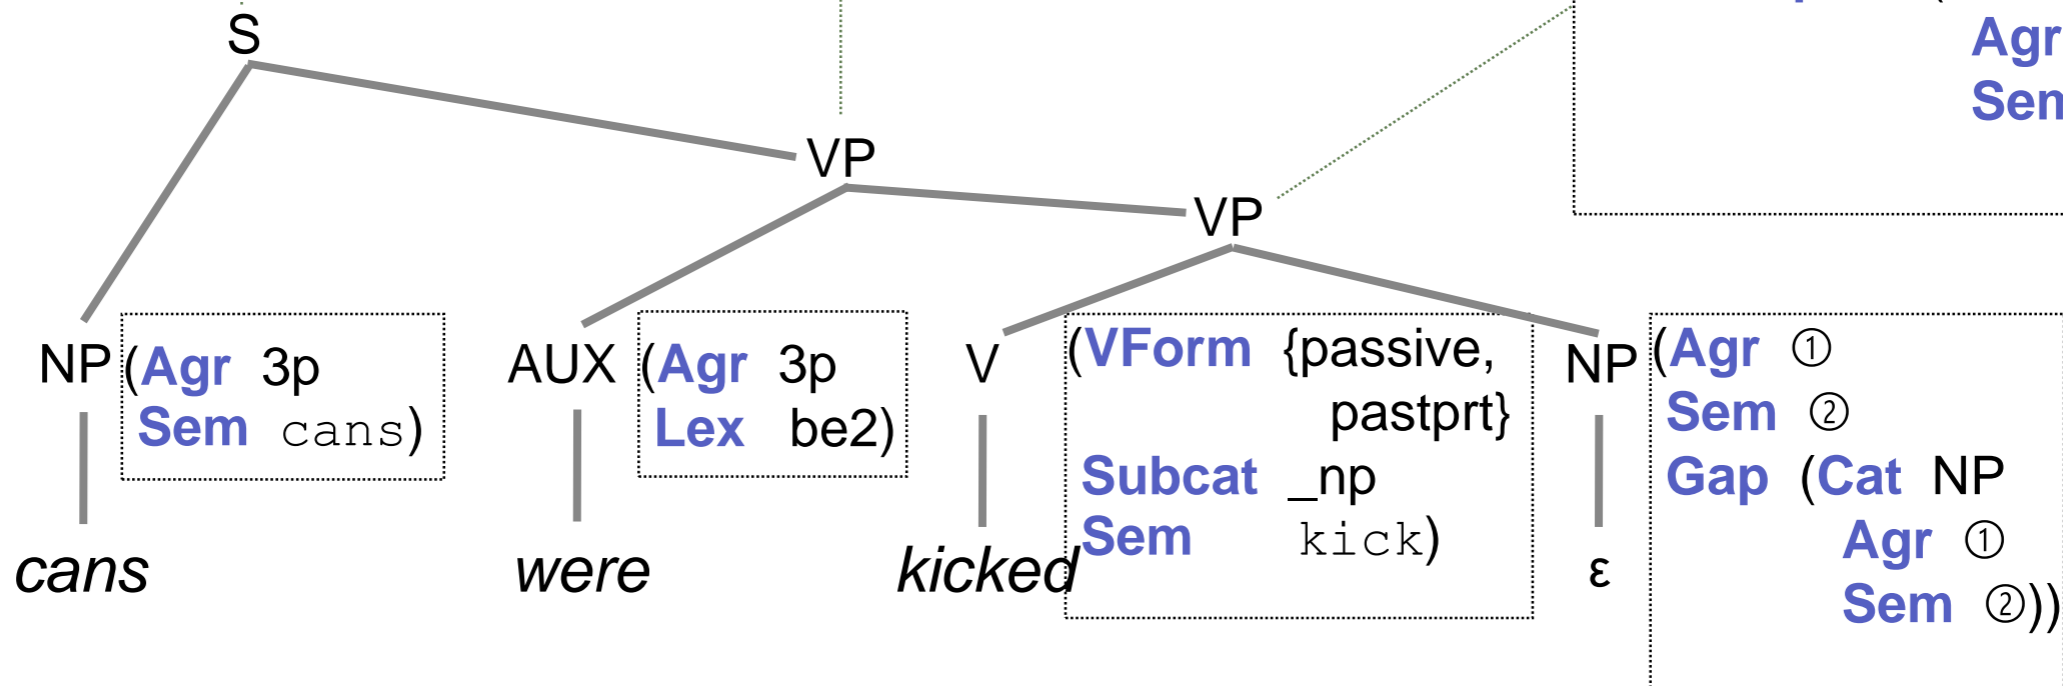 S
Agr
VP
VP
NP (Agr 3p
Sem cans)
AUX (Agr 3p
Lex be2)
V (VForm {passive,
pastprt}
Subcat _np
Sem kick)
NP (Agr ①
Sem ②
Gap (Cat NP
Agr ①
Sem ②))
cans
were
kicked
ε